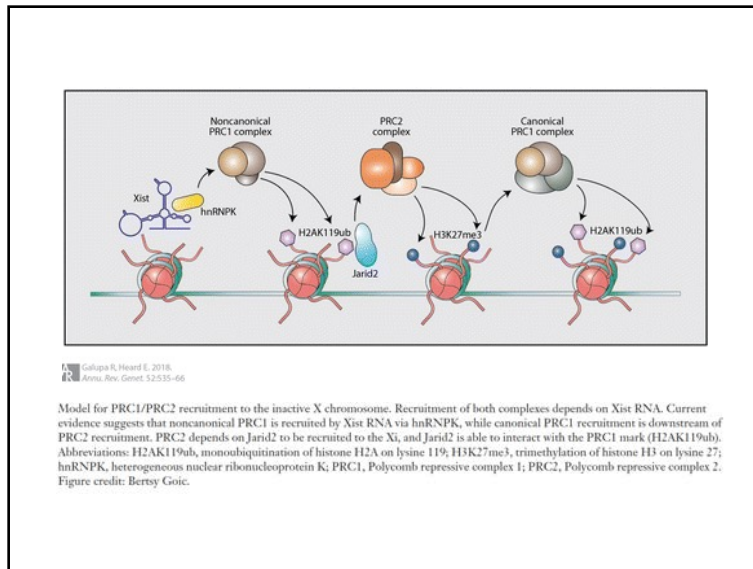 Noncanonical
PRC1 complex
PRC2
complex
Canonical
PRC1 complex
Xist
hnRNPK
H2AK119ub
Jarid2
H3K27me3
H2AK119ub
AR
Galupa R, Heard E. 2018.
Annu. Rev. Genet. 52:535–66
Model for PRC1/PRC2 recruitment to the inactive X chromosome. Recruitment of both complexes depends on Xist RNA. Current
evidence suggests that noncanonical PRC1 is recruited by Xist RNA via hnRNPK, while canonical PRC1 recruitment is downstream of
PRC2 recruitment. PRC2 depends on Jarid2 to be recruited to the Xi, and Jarid2 is able to interact with the PRC1 mark (H2AK119ub).
Abbreviations: H2AK119ub, monoubiquitination of histone H2A on lysine 119; H3K27me3, trimethylation of histone H3 on lysine 27;
hnRNPK, heterogeneous nuclear ribonucleoprotein K; PRC1, Polycomb repressive complex 1; PRC2, Polycomb repressive complex 2.
Figure credit: Bertsy Goic.